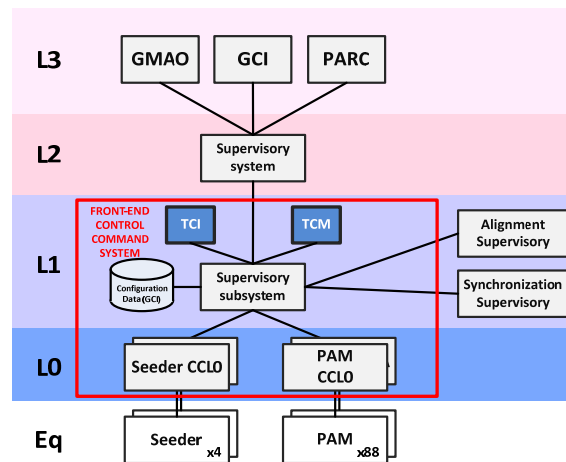 L3
GMAO
GCI
PARC
L2
Supervisory
system
FRONT-END
CONTROL
COMMAND
SYSTEM
TCI
TCM
Alignment
Supervisory
L1
Configuration
Data(GCI)
Supervisory
subsystem
Synchronization
Supervisory
L0
Seeder CCL0
PAM
CCL0
Eq
Seeder
x4
PAM
x88